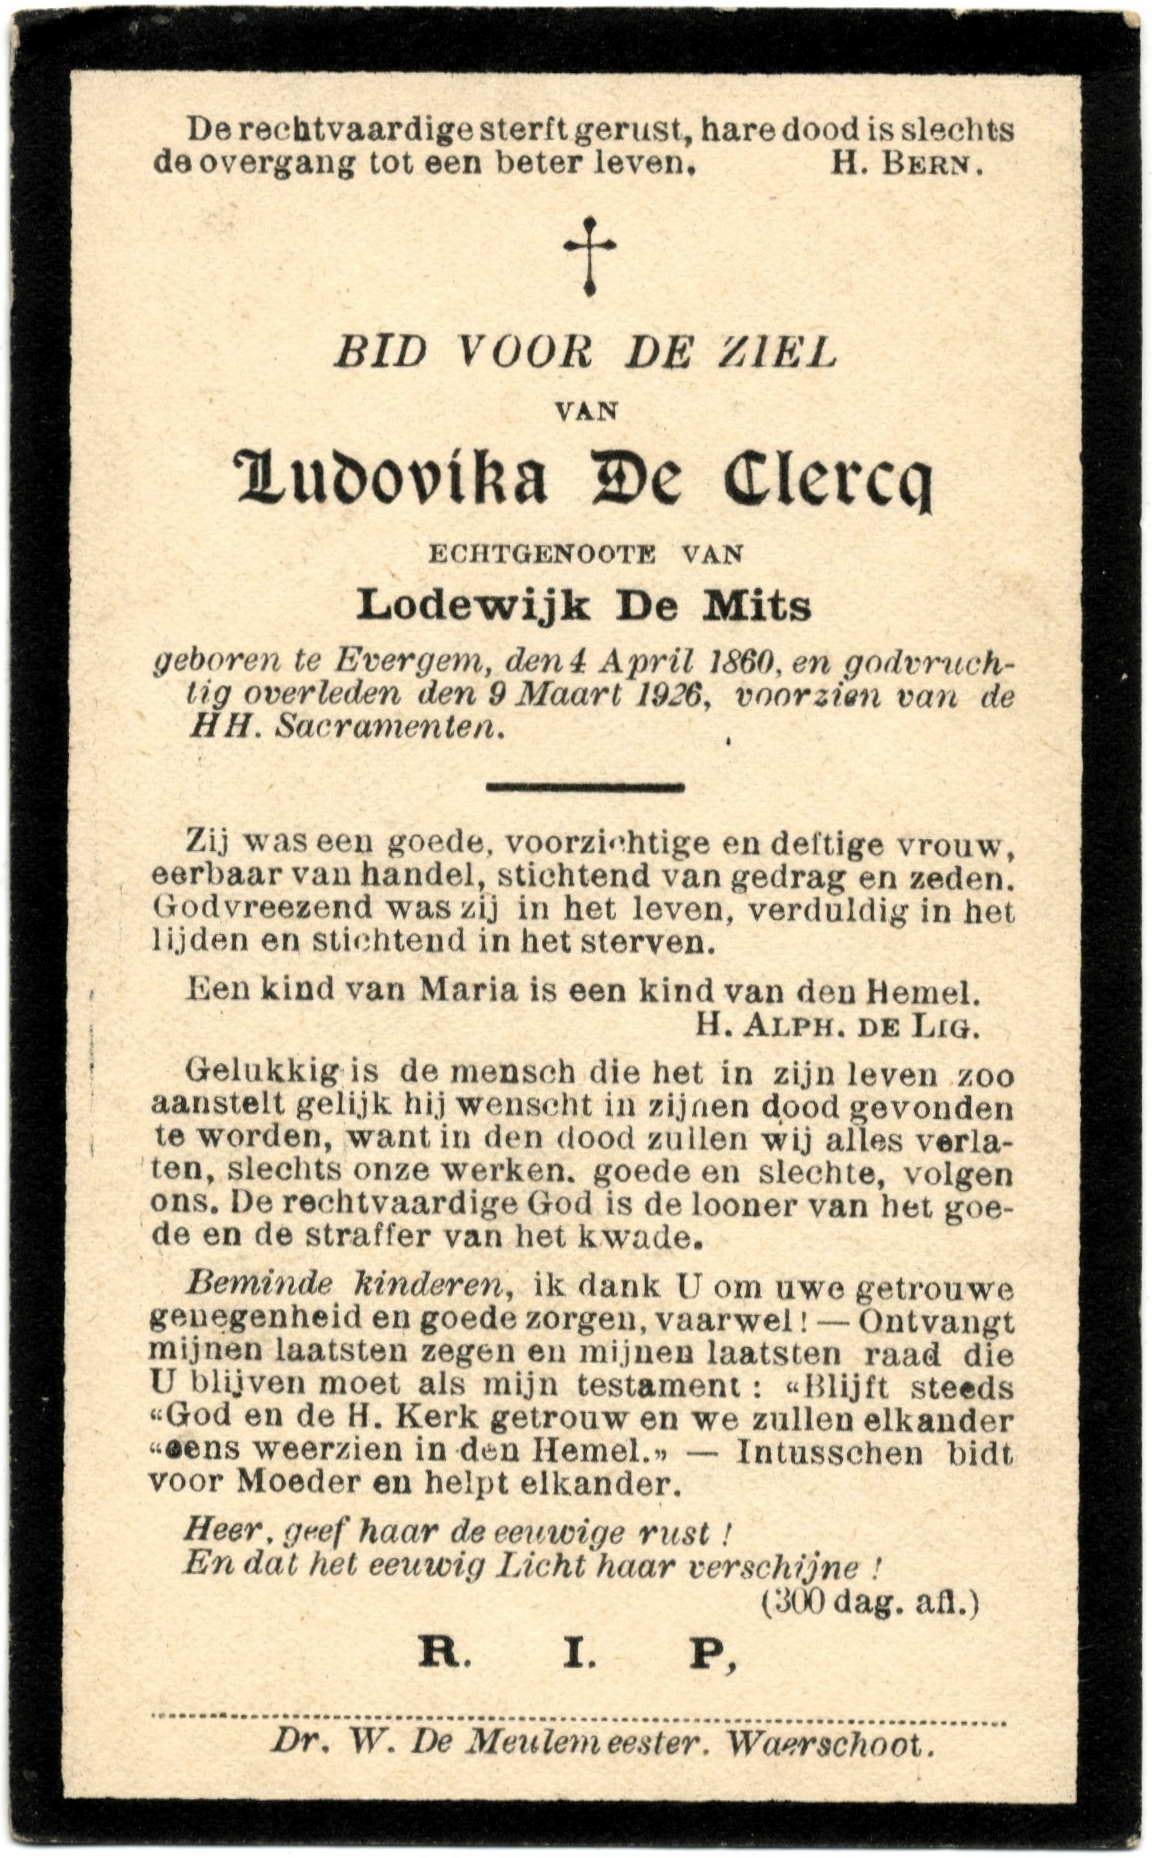 De rechtvaardige sterft gerust, hare dood is slechts
de overgang tot een beter leven. H. BERN.
BID VOOR DE ZIEL
VAN
Ludovika De Clercq
ECHTGENOOTE VAN
Lodewijk De Mits
geboren te Evergem, den 4 April 1860, en godvruch-
tig overleden den 9 Maart 1926, voorzien van de
HH. Sacramenten.
Zij was een goede, voorzichtige en deftige vrouw,
eerbaar van handel, stichtend van gedrag en zeden.
Godvreezend was zij in het leven, verduldig in het
lijden en stichtend in het sterven.
Een kind van Maria is een kind van den Hemel.
H. ALPH. DE LIG.
Gelukkig is de mensch die het in zijn leven zoo
aanstelt gelijk hij wenscht in zijnen dood gevonden
te worden, want in den dood zullen wij alles verla-
ten, slechts onze werken. goede en slechte, volgen
ons. De rechtvaardige God is de looner van het goe-
de en de straffer van het kwade.
Beminde kinderen, ik dank U om uwe getrouwe
genegenheid en goede zorgen, vaarwel! — Ontvangt
mijnen laatsten zegen en mijnen laatsten raad die
U blijven moet als mijn testament : “Blijft steeds
“God en de H. Kerk getrouw en we zullen elkander
“eens weerzien in den Hemel.” — Intusschen bidt
voor Moeder en helpt elkander.
Heer, geef haar de eeuwige rust !
En dat het eeuwig Licht haar verschijne !
(300 dag. afl.)
R. I. P,
Dr. W. De Meulemeester. Waerschoot.